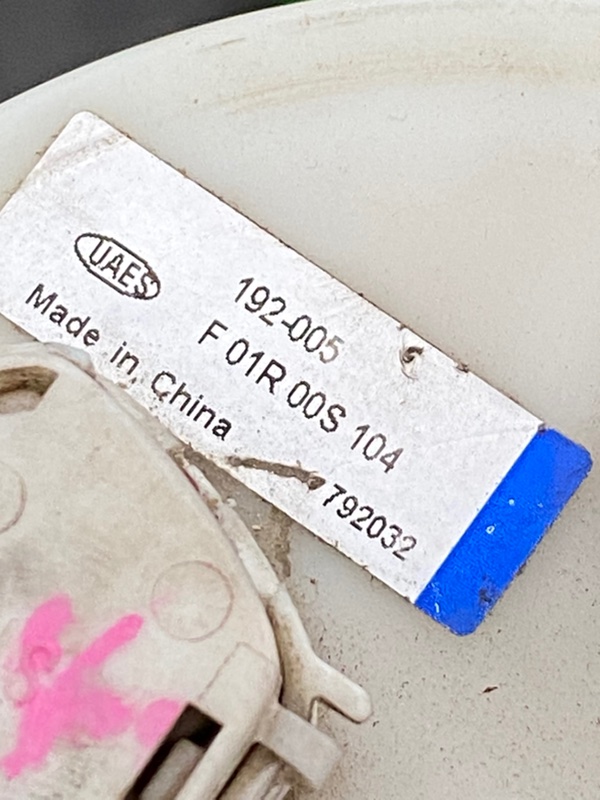 UAES
192-005
F 01R 00S 104
Made in China
792032